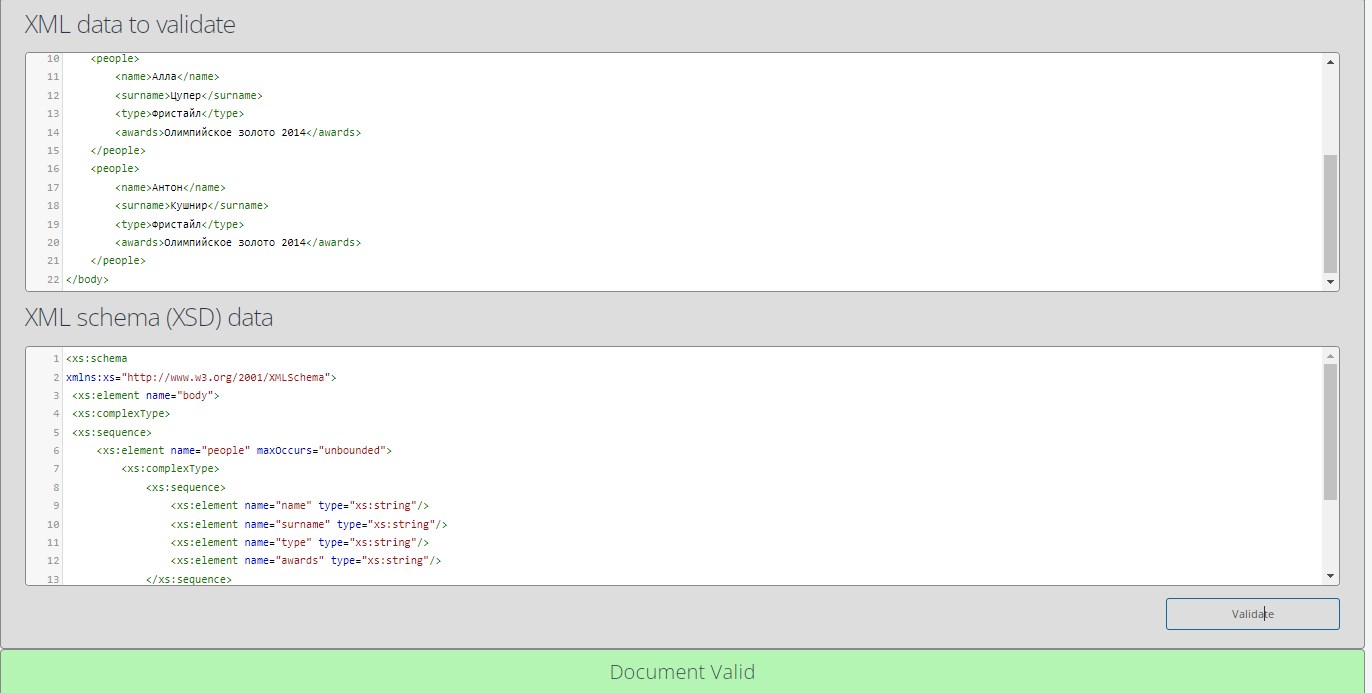 XML data to validate
10 <people>
11 <name>Алла</name>
12 <surname>Цупер</surname>
13 <type>Фристайл</type>
14 <awards>Олимпийское золото 2014</awards>
15 </people>
16 <people>
17 <name>Антон</name>
18 <surname>Кушнир</surname>
19 <type>Фристайл</type>
20 <awards>Олимпийское золото 2014</awards>
21 </people>
22 </body>
XML schema (XSD) data
1 <xs:schema
2 xmlns:xs="http://www.w3.org/2001/XMLSchema">
3 <xs:element name="body">
4 <xs:complexType>
5 <xs:sequence>
6 <xs:element name="people" maxOccurs="unbounded">
7 <xs:complexType>
8 <xs:sequence>
9 <xs:element name="name" type="xs:string"/>
10 <xs:element name="surname" type="xs:string"/>
11 <xs:element name="type" type="xs:string"/>
12 <xs:element name="awards" type="xs:string"/>
13 </xs:sequence>
Validate
Document Valid